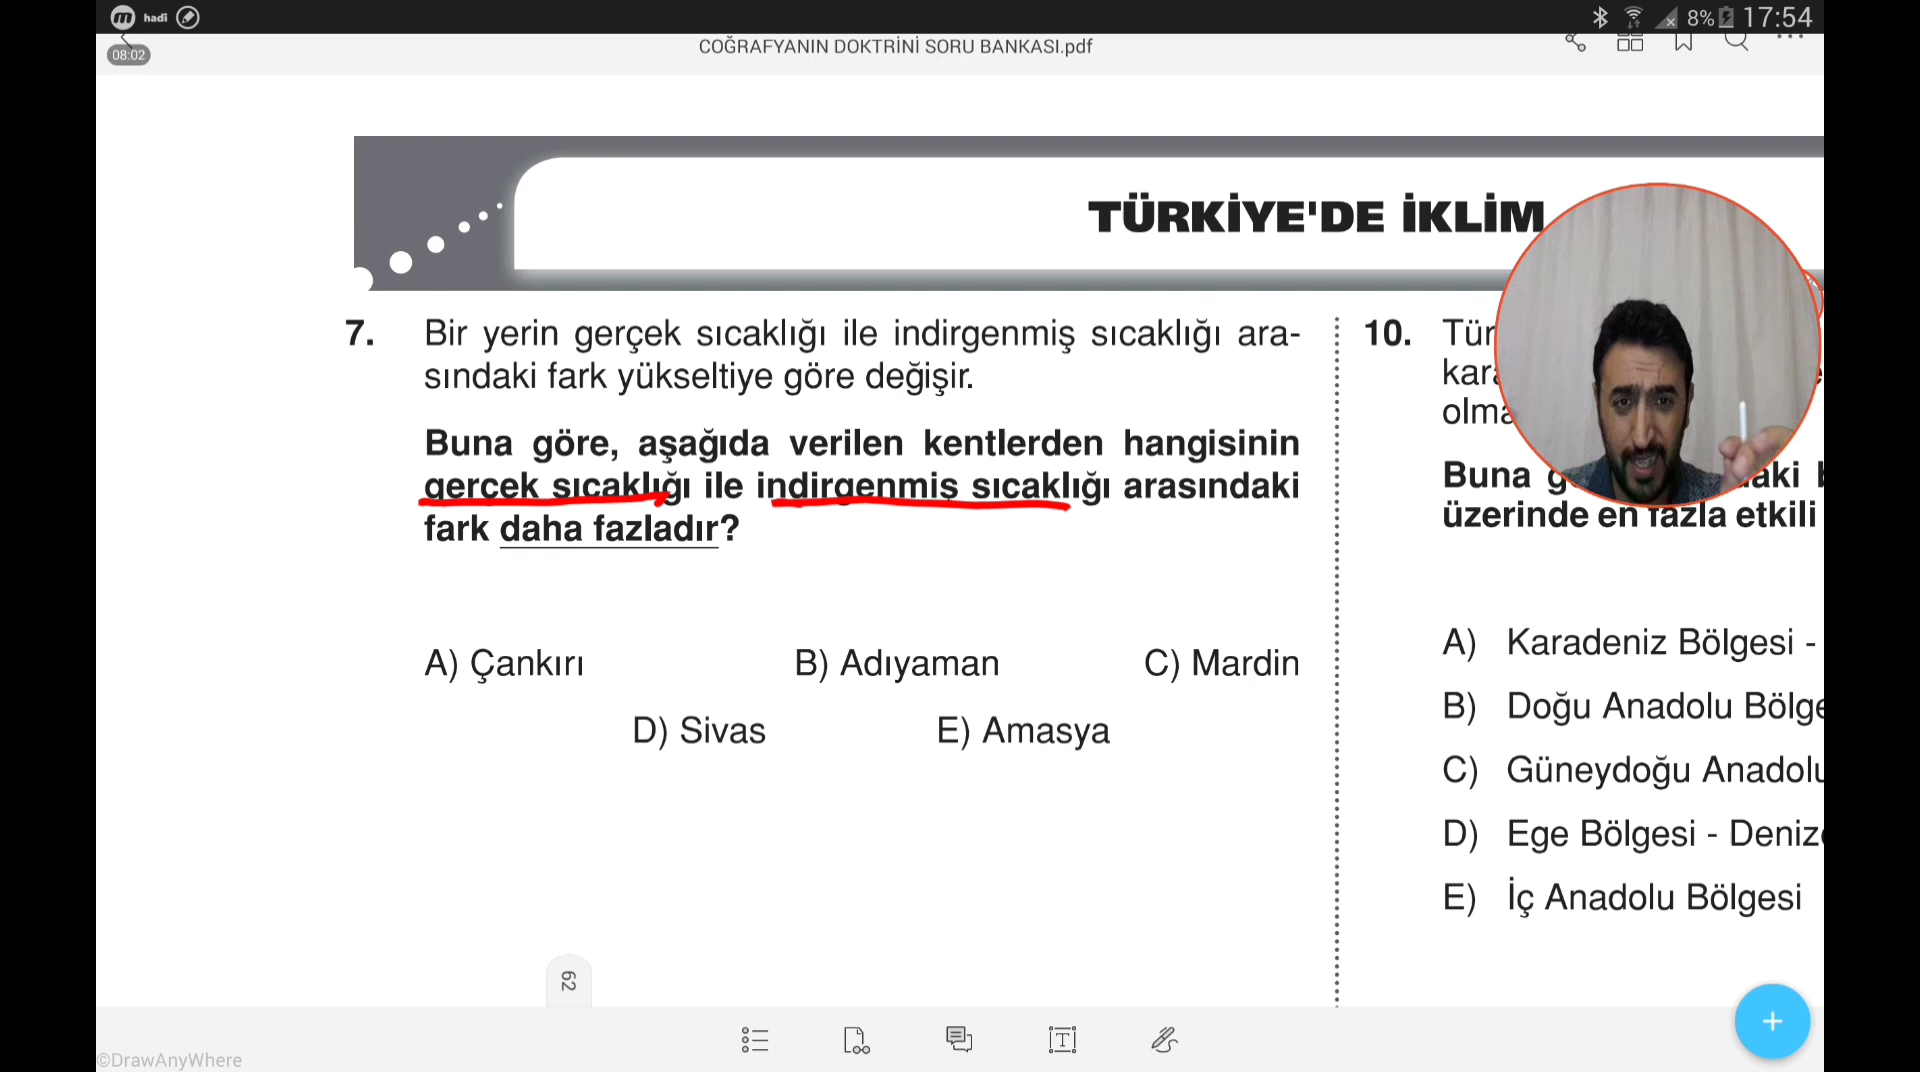 hadi
8% 17:54
08:02
COĞRAFYANIN DOKTRİNİ SORU BANKASI.pdf
TÜRKİYE'DE İKLİM
7. Bir yerin gerçek sıcaklığı ile indirgenmiş sıcaklığı ara-
sındaki fark yükseltiye göre değişir.
Buna göre, aşağıda verilen kentlerden hangisinin
gerçek sıcaklığı ile indirgenmiş sıcaklığı arasındaki
fark daha fazladır?
A) Çankırı B) Adıyaman C) Mardin
D) Sivas E) Amasya
62
10.
üzerinde en fazla etkili
A) Karadeniz Bölgesi -
B) Doğu Anadolu
C) Güneydoğu Anadolu
D) Ege Bölgesi -
E) İç Anadolu Bölgesi
©DrawAnyWhere